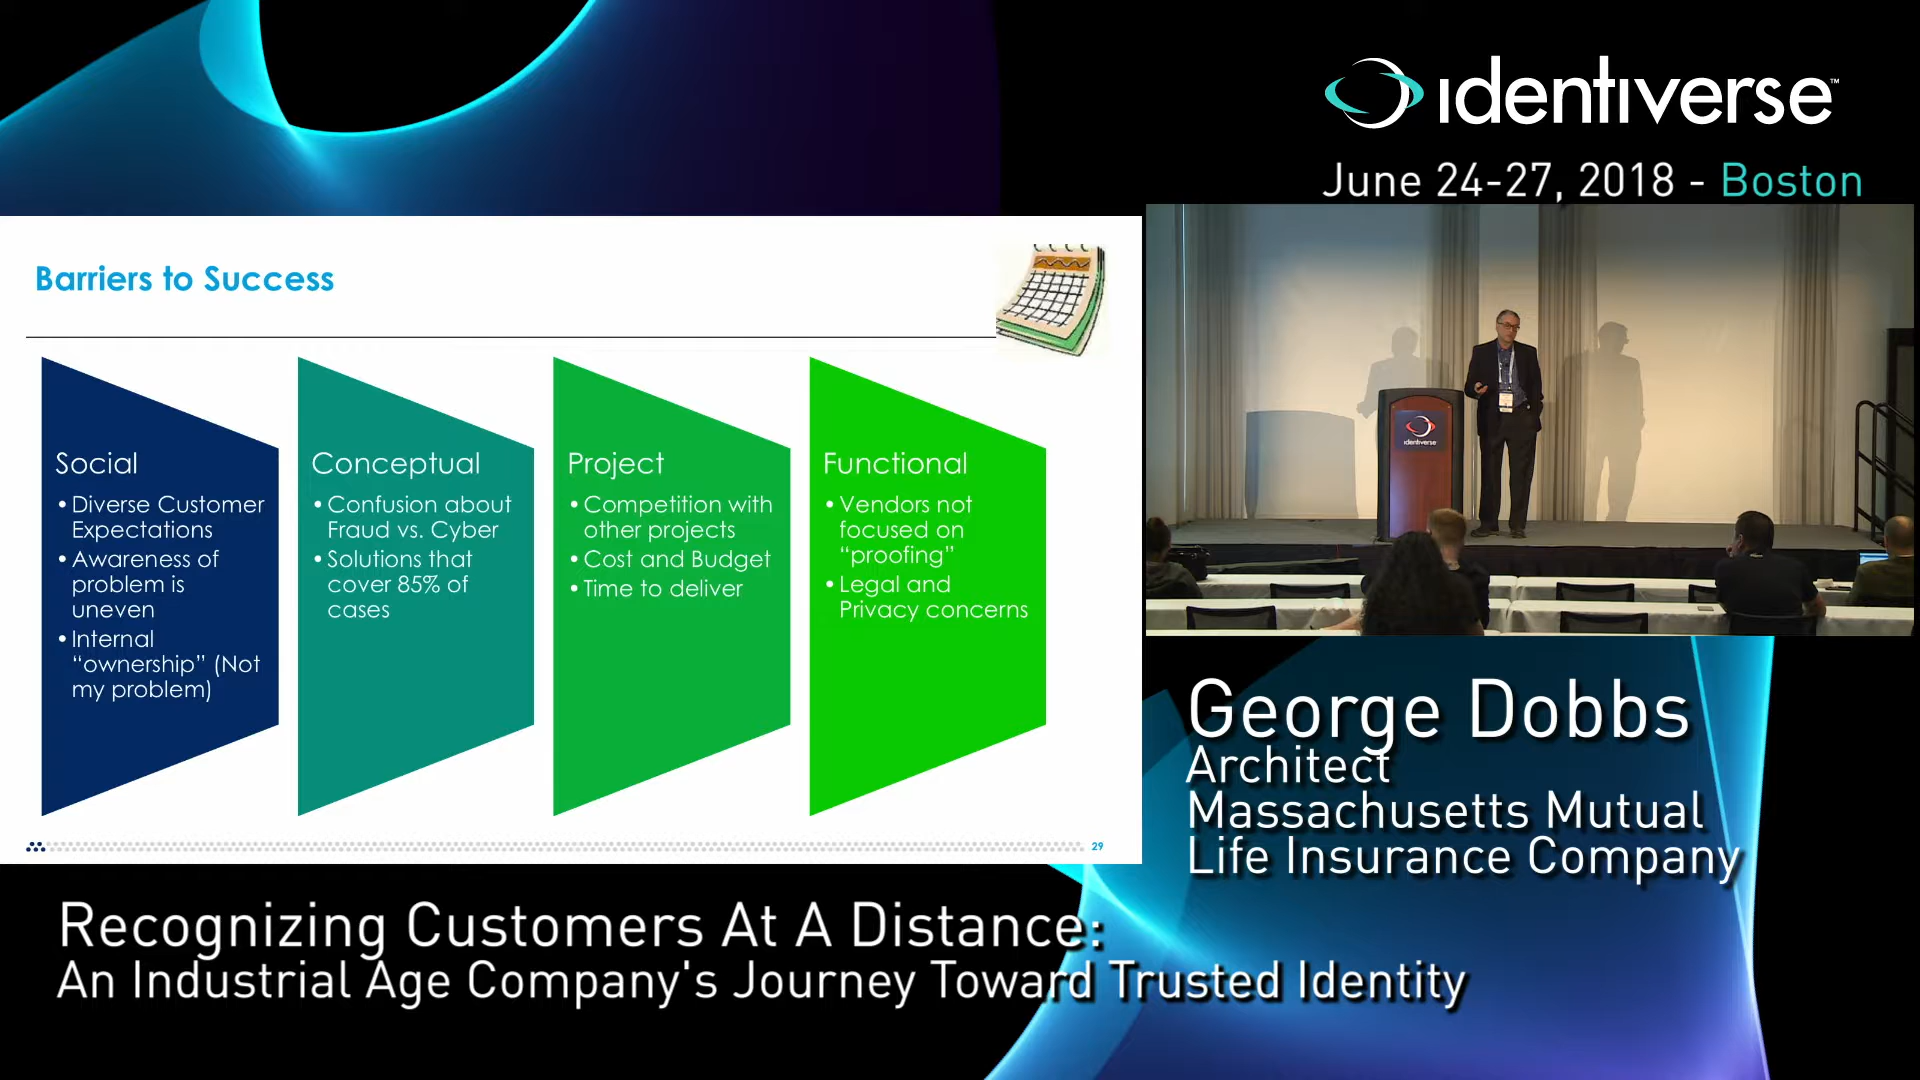 identiverse™
June 24-27, 2018 - Boston
Barriers to Success
Social
• Diverse Customer
Expectations
• Awareness of
problem is
uneven
• Internal
“ownership” (Not
my problem)
Conceptual
• Confusion about
Fraud vs. Cyber
• Solutions that
cover 85% of
cases
Project
• Competition with
other projects
• Cost and Budget
• Time to deliver
Functional
• Vendors not
focused on
“proofing”
• Legal and
Privacy concerns
29
identiverse
George Dobbs
Architect
Massachusetts Mutual
Life Insurance Company
Recognizing Customers At A Distance:
An Industrial Age Company's Journey Toward Trusted Identity